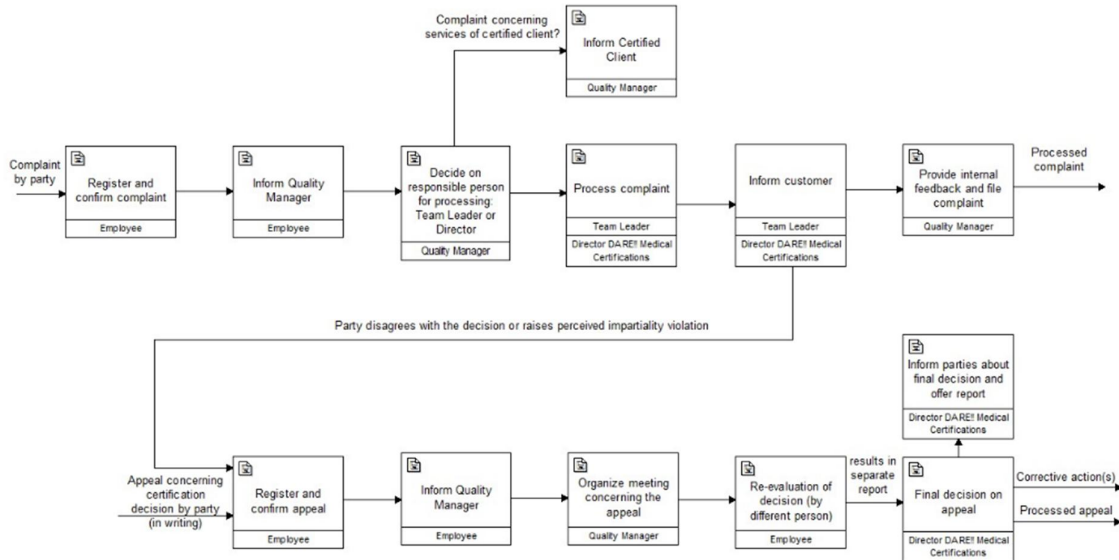 Complaint concerning
services of certified client?
Inform Certified
Client
Quality Manager
Complaint
by party
Register and
confirm complaint
Employee
Inform Quality
Manager
Employee
Decide on
responsible person
for processing:
Team Leader or
Director
Quality Manager
Process complaint
Team Leader
Director DARE!! Medical
Certifications
Inform customer
Team Leader
Director DARE!! Medical
Certifications
Provide internal
feedback and file
complaint
Quality Manager
Processed
complaint
Party disagrees with the decision or raises perceived impartiality violation
Inform parties about
final decision and
offer report
Director DARE!! Medical
Certifications
Appeal concerning
certification
decision by party
(in writing)
Register and
confirm appeal
Employee
Inform Quality
Manager
Employee
Organize meeting
concerning the
appeal
Quality Manager
Re-evaluation of
decision (by
different person)
Employee
results in
separate
report
Final decision on
appeal
Director DARE!! Medical
Certifications
Corrective action(s)
Processed appeal